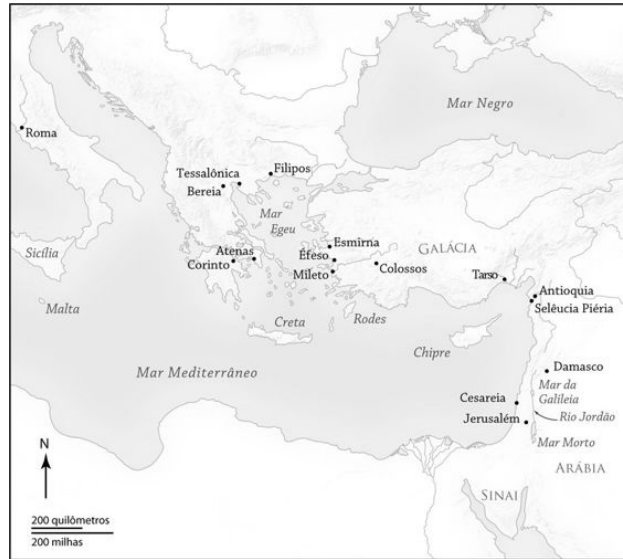 Mar Negro
Roma
Filipos
Tessalônica
Bereia
Mar
Egeu
Esmirna
GALÁCIA
Sicília
Atenas
Corinto
Éfeso
Colossos
Mileto
Tarso
Antioquia
Selêucia Piéria
Malta
Creta
Rodes
Chipre
Mar Mediterrâneo
Damasco
Mar da
Galileia
Cesareia
Rio Jordão
Jerusalém
Mar Morto
N
ARÁBIA
SINAI
200 quilômetros
200 milhas